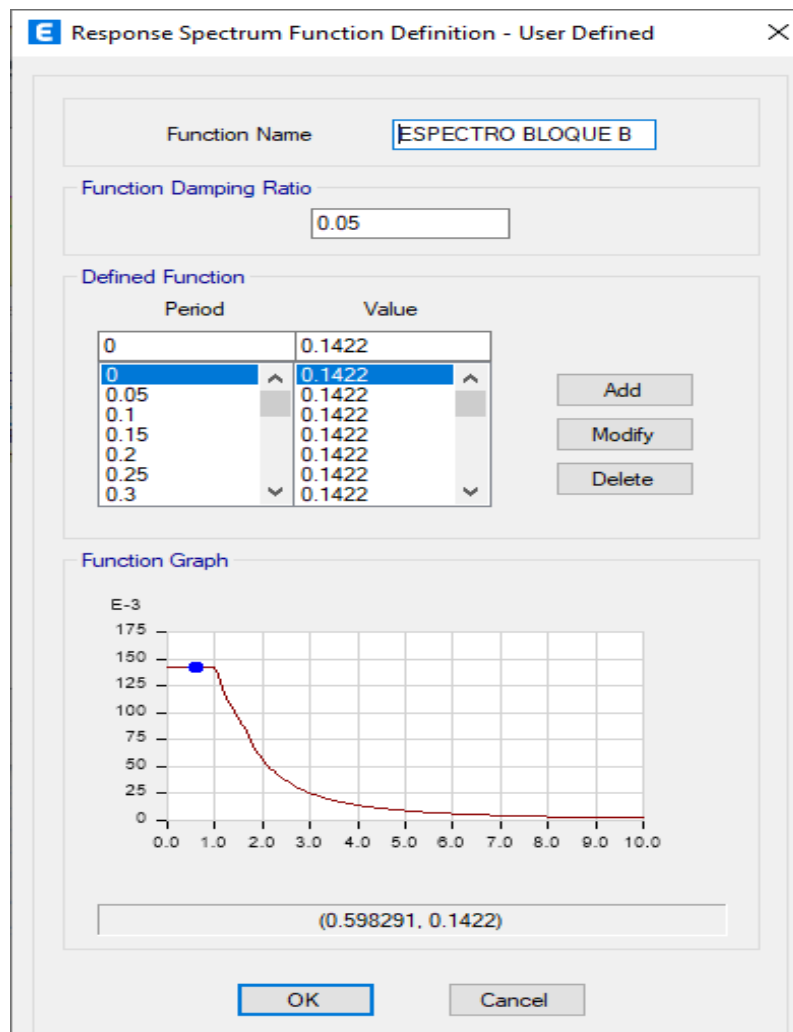 E Response Spectrum Function Definition - User Defined
Function Name ESPECTRO BLOQUE B
Function Damping Ratio
0.05
Defined Function
Period Value
0 0.1422
0 0.1422
0.05 0.1422
0.1 0.1422
0.15 0.1422
0.2 0.1422
0.25 0.1422
0.3 0.1422
Add
Modify
Delete
Function Graph
E-3
175
150
125
100
75
50
25
0
0.0 1.0 2.0 3.0 4.0 5.0 6.0 7.0 8.0 9.0 10.0
(0.598291, 0.1422)
OK Cancel